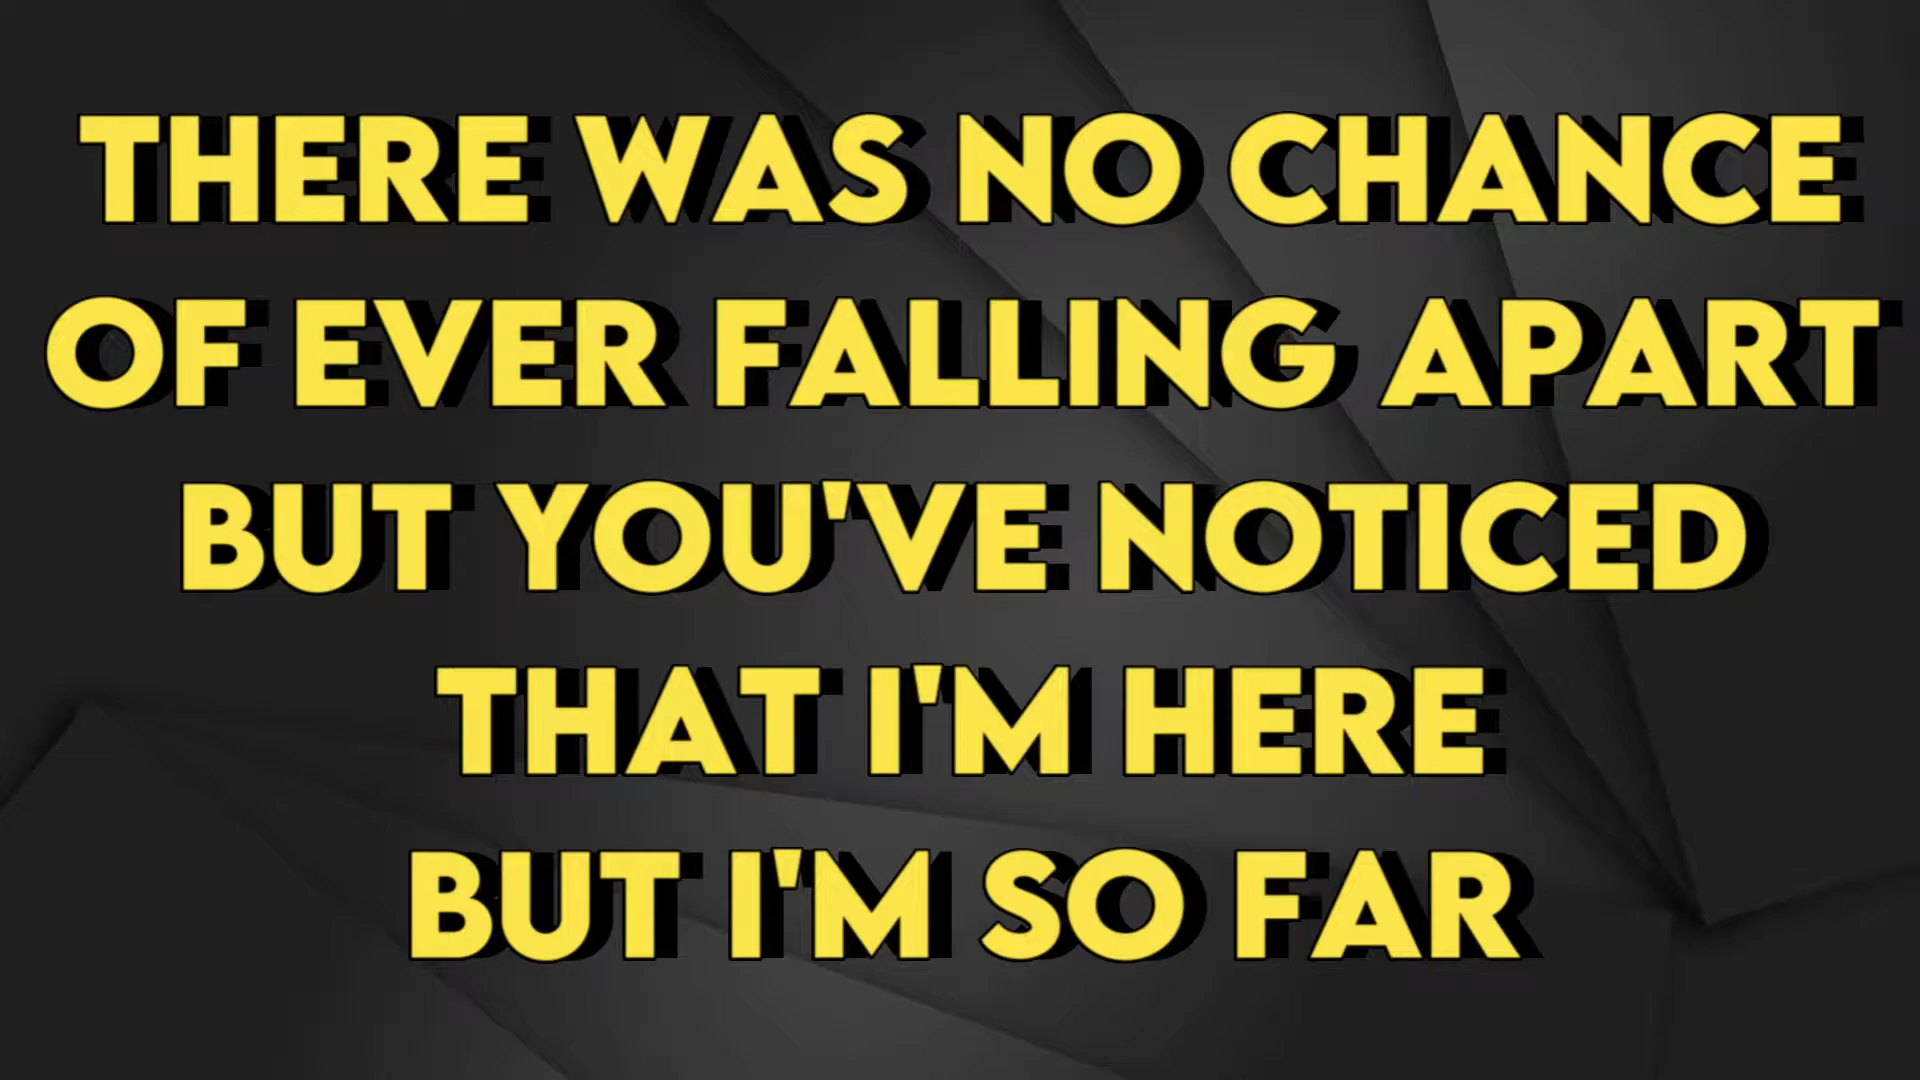 THERE WAS NO CHANCE
OF EVER FALLING APART
BUT YOU'VE NOTICED
THAT I'M HERE
BUT I'M SO FAR